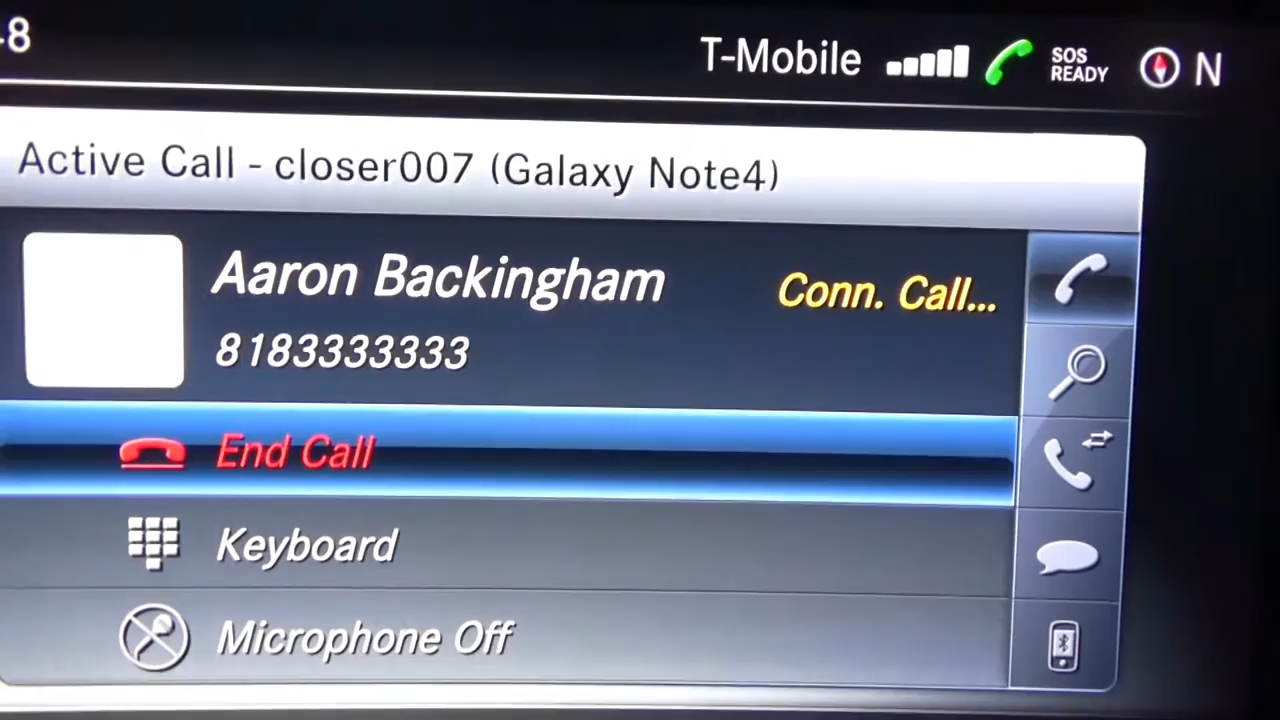 -8
T-Mobile SOS READY N
Active Call - closer007 (Galaxy Note4)
Aaron Backingham Conn. Call...
8183333333
End Call
Keyboard
Microphone Off